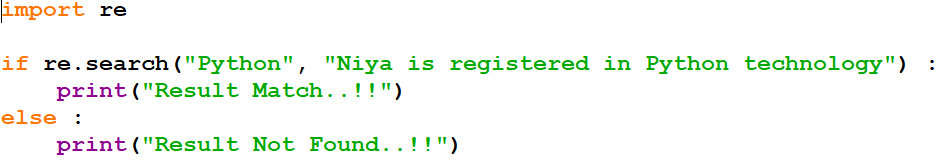 import re
if re.search("Python", "Niya is registered in Python technology") :
    print("Result Match..!!")
else :
    print("Result Not Found..!!")